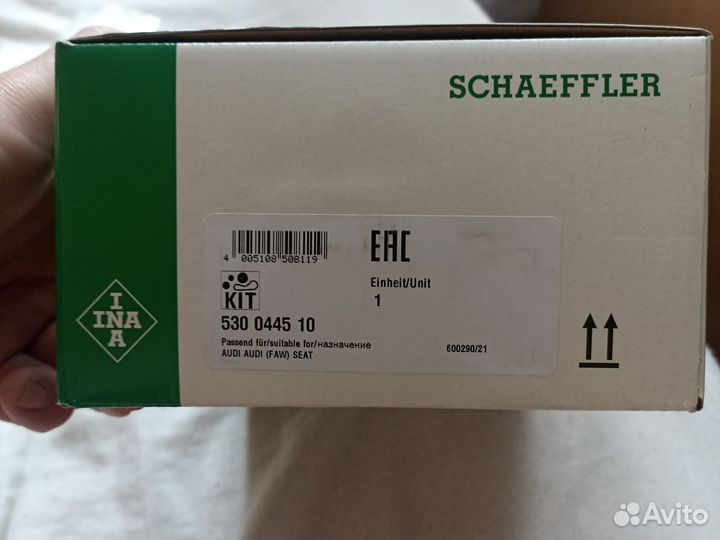 SCHAEFFLER
INA
INA
4 005108 508119
EAC
KIT
Einheit/Unit
1
530 0445 10
Passend für/suitable for/назначение
AUDI AUDI (FAW) SEAT
600290/21
Avito